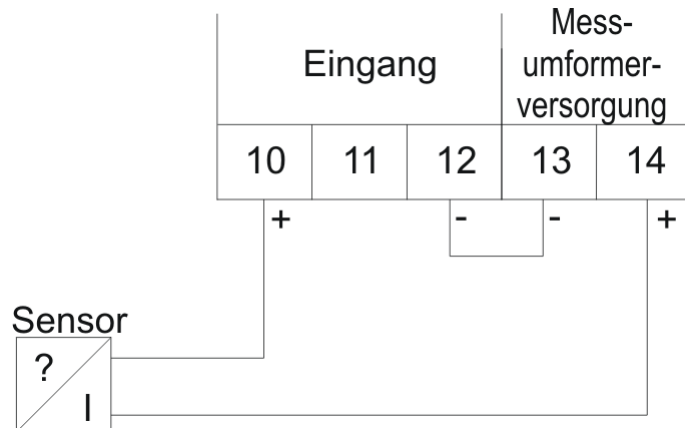 Mess-
Eingang umformer-
versorgung
10 11 12 13 14
+ - - +
Sensor
?
I